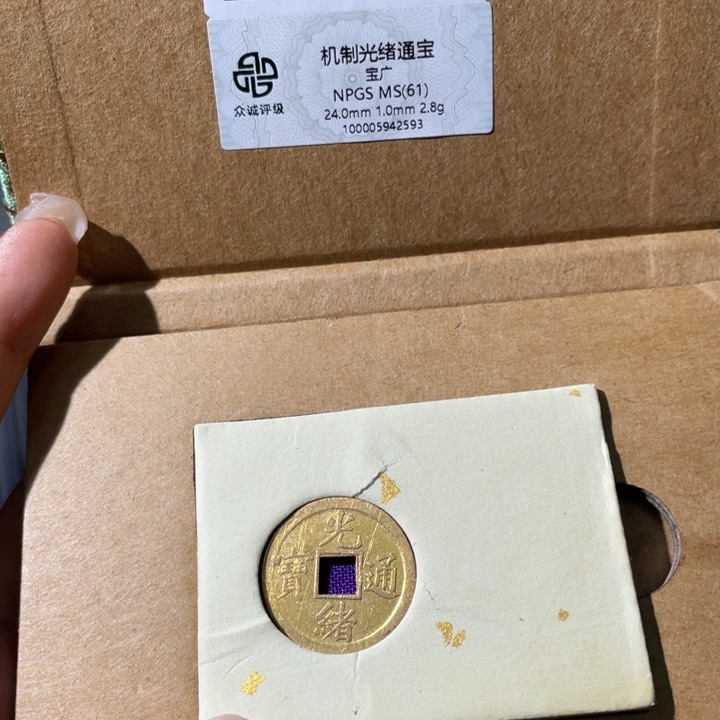 机制光绪通宝
宝广
NPGS MS(61)
24.0mm 1.0mm 2.8g
100005942593
众诚评级
光
寶 通
緒